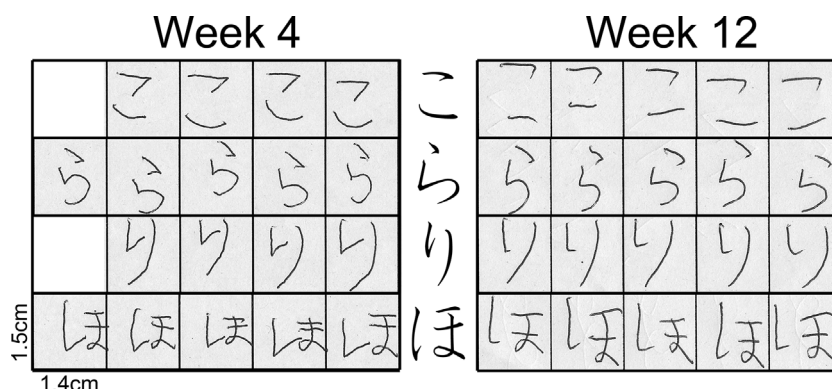 Week 4 Week 12
こ こ こ こ こ こ こ こ こ こ
ら ら ら ら ら ら ら ら ら ら ら
り り り り り り り り り り
ほ ほ ほ ほ ほ ほ ほ ほ ほ ほ ほ
1.5cm
1.4cm